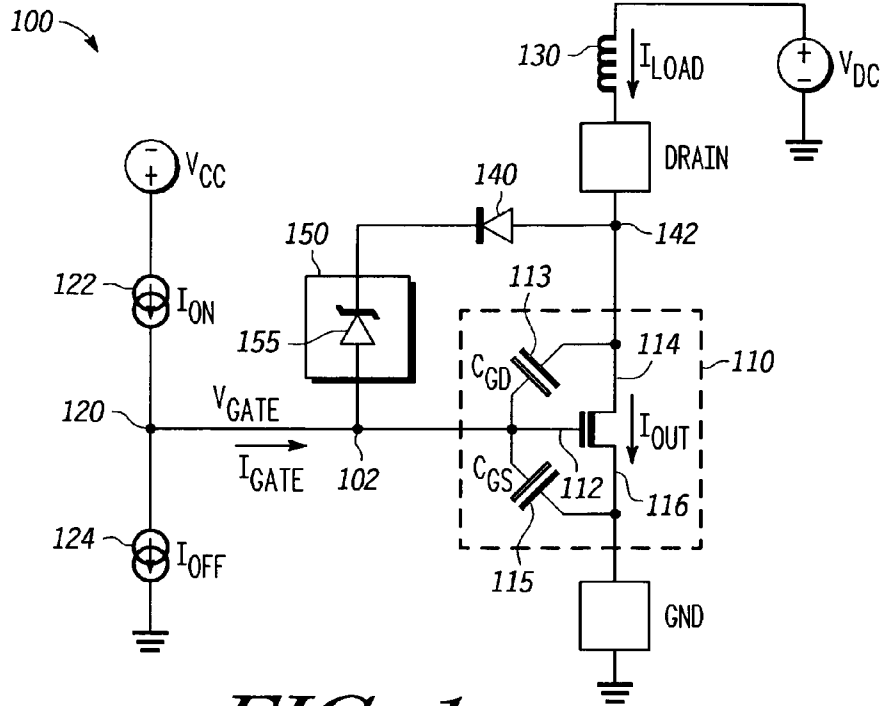 100
130
I_LOAD
V_DC
- +
V_CC
DRAIN
140
150
142
122
I_ON
113
155
C_GD
114
110
120
V_GATE
I_OUT
I_GATE
102
C_GS
112
116
124
I_OFF
115
GND